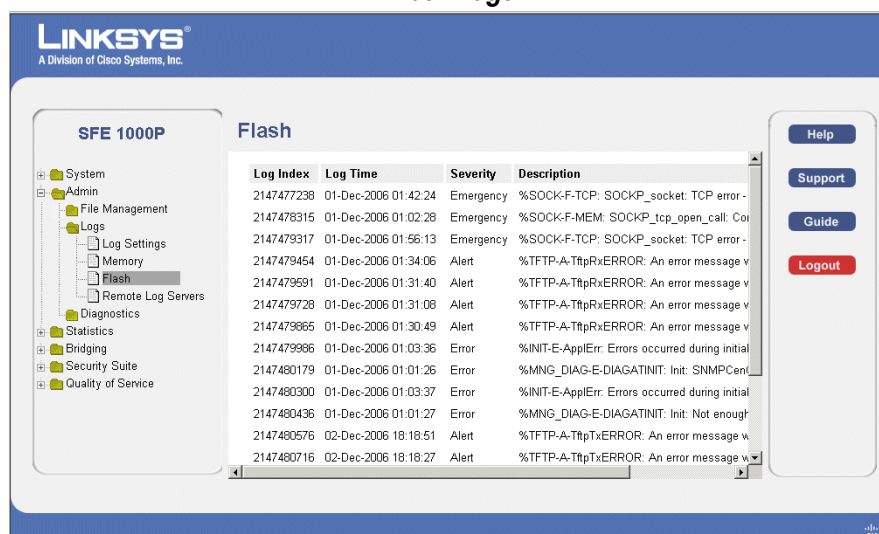 LINKSYS®
A Division of Cisco Systems, Inc.
SFE 1000P
System
Admin
File Management
Logs
Log Settings
Memory
Flash
Remote Log Servers
Diagnostics
Statistics
Bridging
Security Suite
Quality of Service
Flash
Log Index Log Time Severity Description
2147477238 01-Dec-2006 01:42:24 Emergency %SOCK-F-TCP: SOCKP_socket: TCP error -
2147478315 01-Dec-2006 01:02:28 Emergency %SOCK-F-MEM: SOCKP_tcp_open_call:
2147479317 01-Dec-2006 01:56:13 Emergency %SOCK-F-TCP: SOCKP_socket: TCP error -
2147479454 01-Dec-2006 01:34:06 Alert %TFTP-A-TftpRxERROR: An error message
2147479591 01-Dec-2006 01:31:40 Alert %TFTP-A-TftpRxERROR: An error message
2147479728 01-Dec-2006 01:31:08 Alert %TFTP-A-TftpRxERROR: An error message
2147479865 01-Dec-2006 01:30:49 Alert %TFTP-A-TftpRxERROR: An error message
2147479986 01-Dec-2006 01:03:36 Error %INIT-E-ApplErr: Errors occurred during initial
2147480179 01-Dec-2006 01:01:26 Error %MNG_DIAG-E-DIAGATINIT: Init: SNMPCen
2147480300 01-Dec-2006 01:03:37 Error %INIT-E-ApplErr: Errors occurred during initial
2147480436 01-Dec-2006 01:01:27 Error %MNG_DIAG-E-DIAGATINIT: Init: Not enough
2147480576 02-Dec-2006 18:18:51 Alert %TFTP-A-TftpTxERROR: An error message
2147480716 02-Dec-2006 18:18:27 Alert %TFTP-A-TftpTxERROR: An error message
Help
Support
Guide
Logout